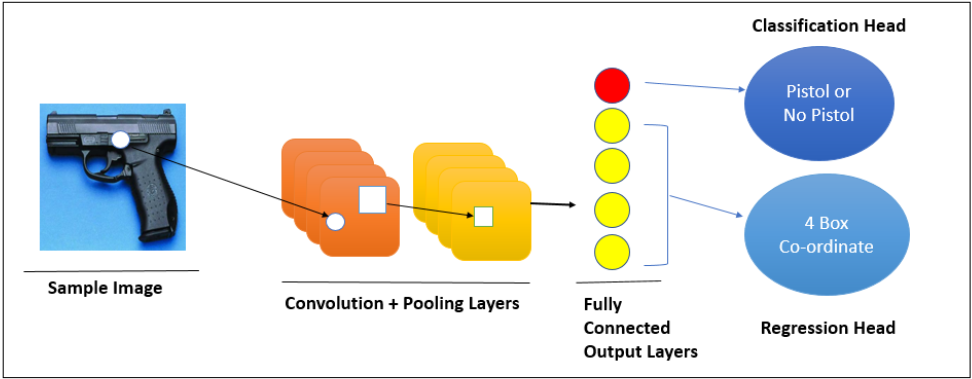 Classification Head
Pistol or
No Pistol
4 Box
Co-ordinate
Sample Image
Convolution + Pooling Layers
Fully
Connected
Output Layers
Regression Head